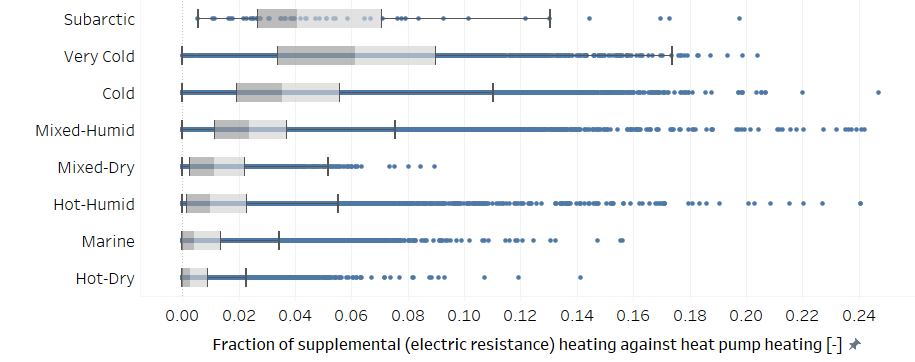 Subarctic
Very Cold
Cold
Mixed-Humid
Mixed-Dry
Hot-Humid
Marine
Hot-Dry
0.00 0.02 0.04 0.06 0.08 0.10 0.12 0.14 0.16 0.18 0.20 0.22 0.24
Fraction of supplemental (electric resistance) heating against heat pump heating [-]